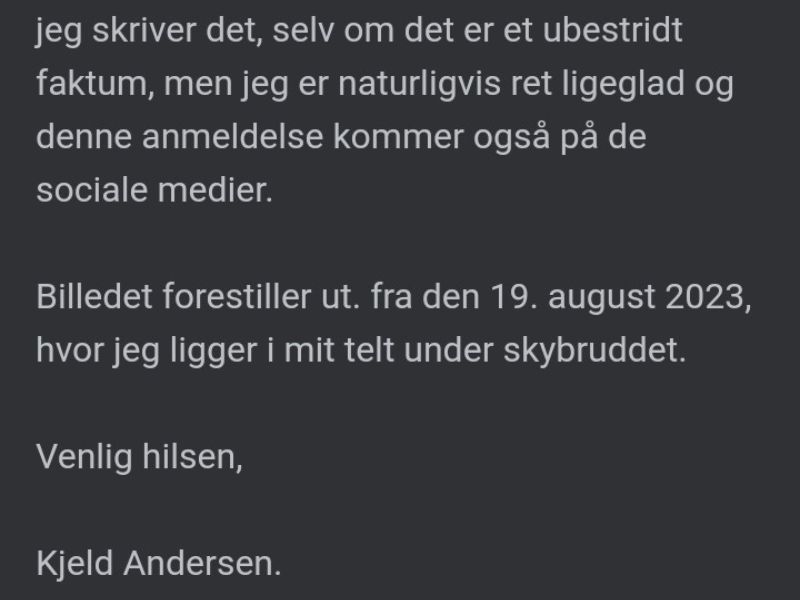 jeg skriver det, selv om det er et ubestridt
faktum, men jeg er naturligvis ret ligeglad og
denne anmeldelse kommer også på de
sociale medier.
Billedet forestiller ut. fra den 19. august 2023,
hvor jeg ligger i mit telt under skybruddet.
Venlig hilsen,
Kjeld Andersen.